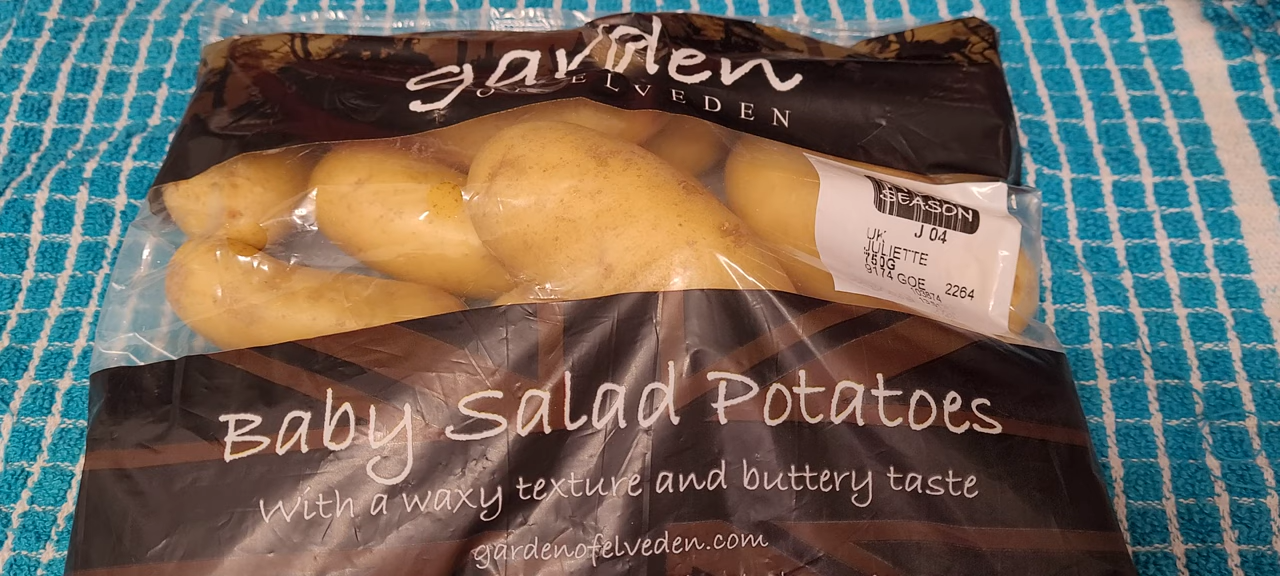 garden
OF ELVEDEN
SEASON
J 04
UK
JULIETTE
750G
9174 GOE 2264
Baby Salad Potatoes
With a waxy texture and buttery taste
gardenofelveden.com